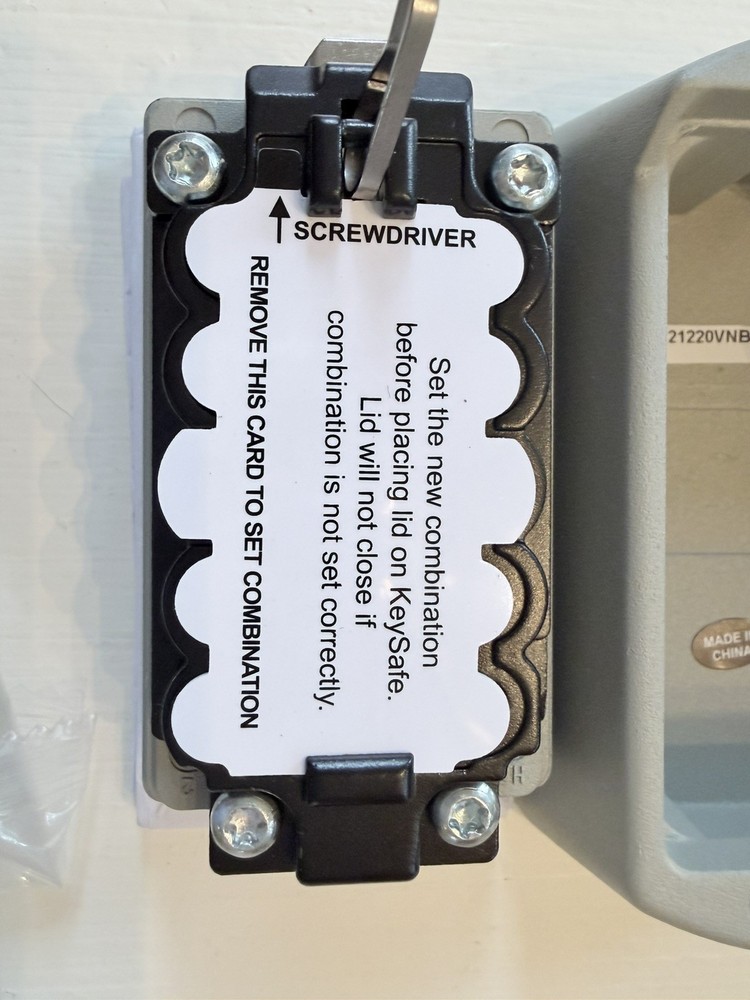 SCREWDRIVER
REMOVE THIS CARD TO SET COMBINATION
Set the new combination
before placing lid on KeySafe.
Lid will not close if
combination is not set correctly.
21220VNB
MADE I
CHINA